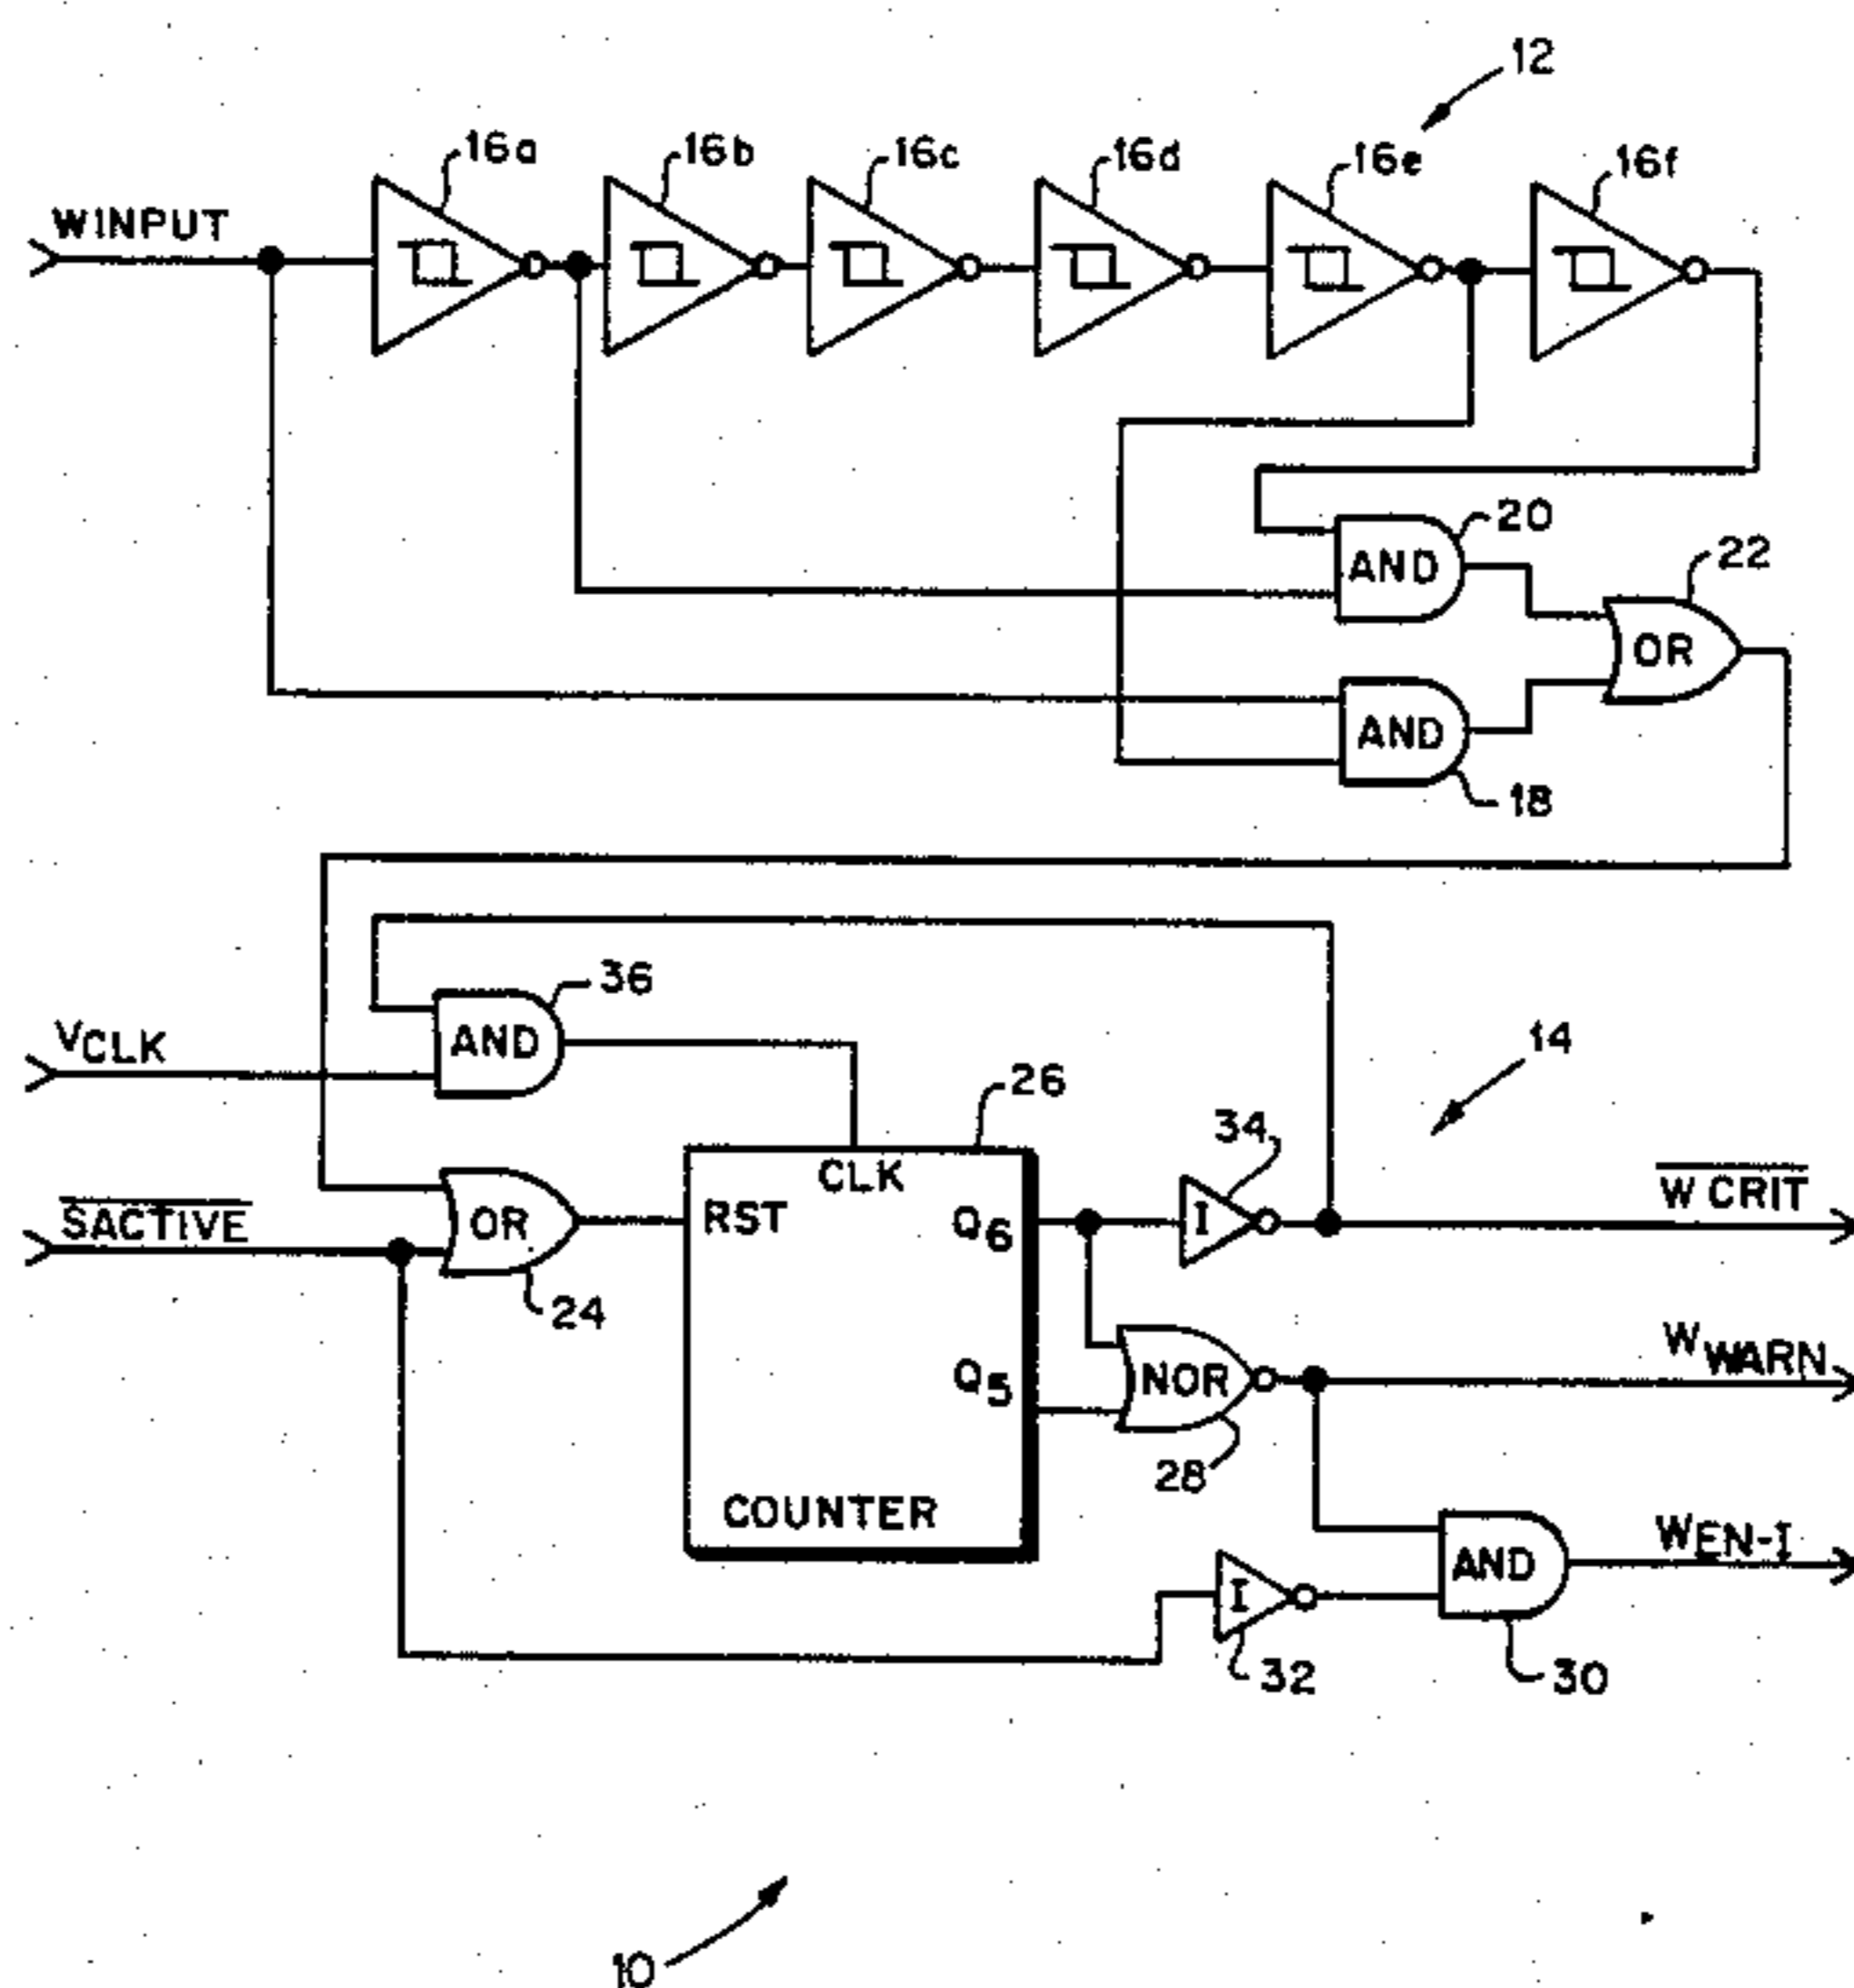 12
16a
16b
16c
16d
16e
16f
WINPUT
20
AND
22
OR
AND
18
36
AND
VCLK
14
26
34
CLK
I
W CRIT
SACTIVE
OR
RST
Q6
24
WWARN
Q5
NOR
28
COUNTER
WEN-I
AND
I
32
30
10